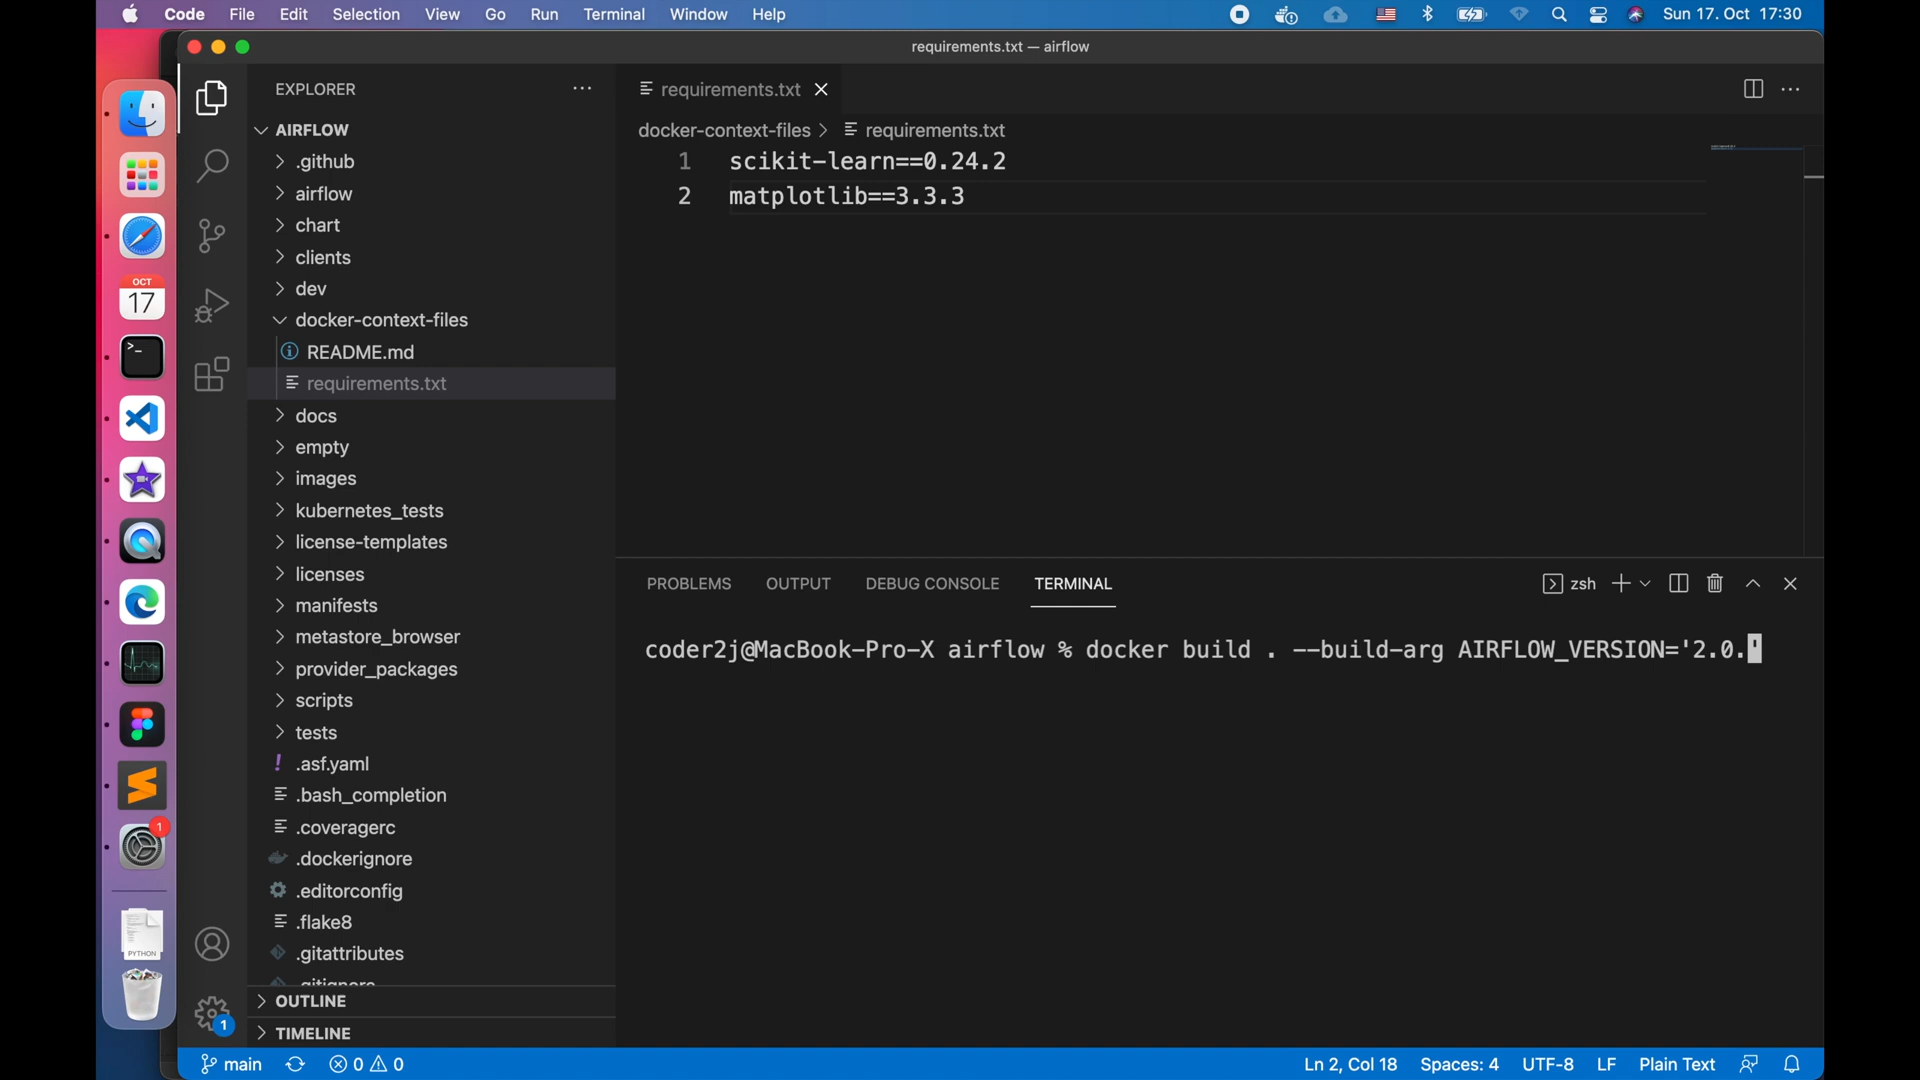 Code File Edit Selection View Go Run Terminal Window Help Sun 17. Oct 17:30
requirements.txt — airflow
EXPLORER
requirements.txt
AIRFLOW
docker-context-files > requirements.txt
.github
1 scikit-learn==0.24.2
airflow
2 matplotlib==3.3.3
chart
clients
dev
docker-context-files
README.md
requirements.txt
docs
empty
images
kubernetes_tests
license-templates
licenses
manifests
metastore_browser
provider_packages
scripts
tests
.asf.yaml
.bash_completion
.coveragerc
.dockerignore
.editorconfig
.flake8
.gitattributes
.gitignore
OUTLINE
TIMELINE
PROBLEMS OUTPUT DEBUG CONSOLE TERMINAL zsh
coder2j@MacBook-Pro-X airflow % docker build . --build-arg AIRFLOW_VERSION='2.0.'
OCT
17
1
PYTHON
1
main 0 0 Ln 2, Col 18 Spaces: 4 UTF-8 LF Plain Text